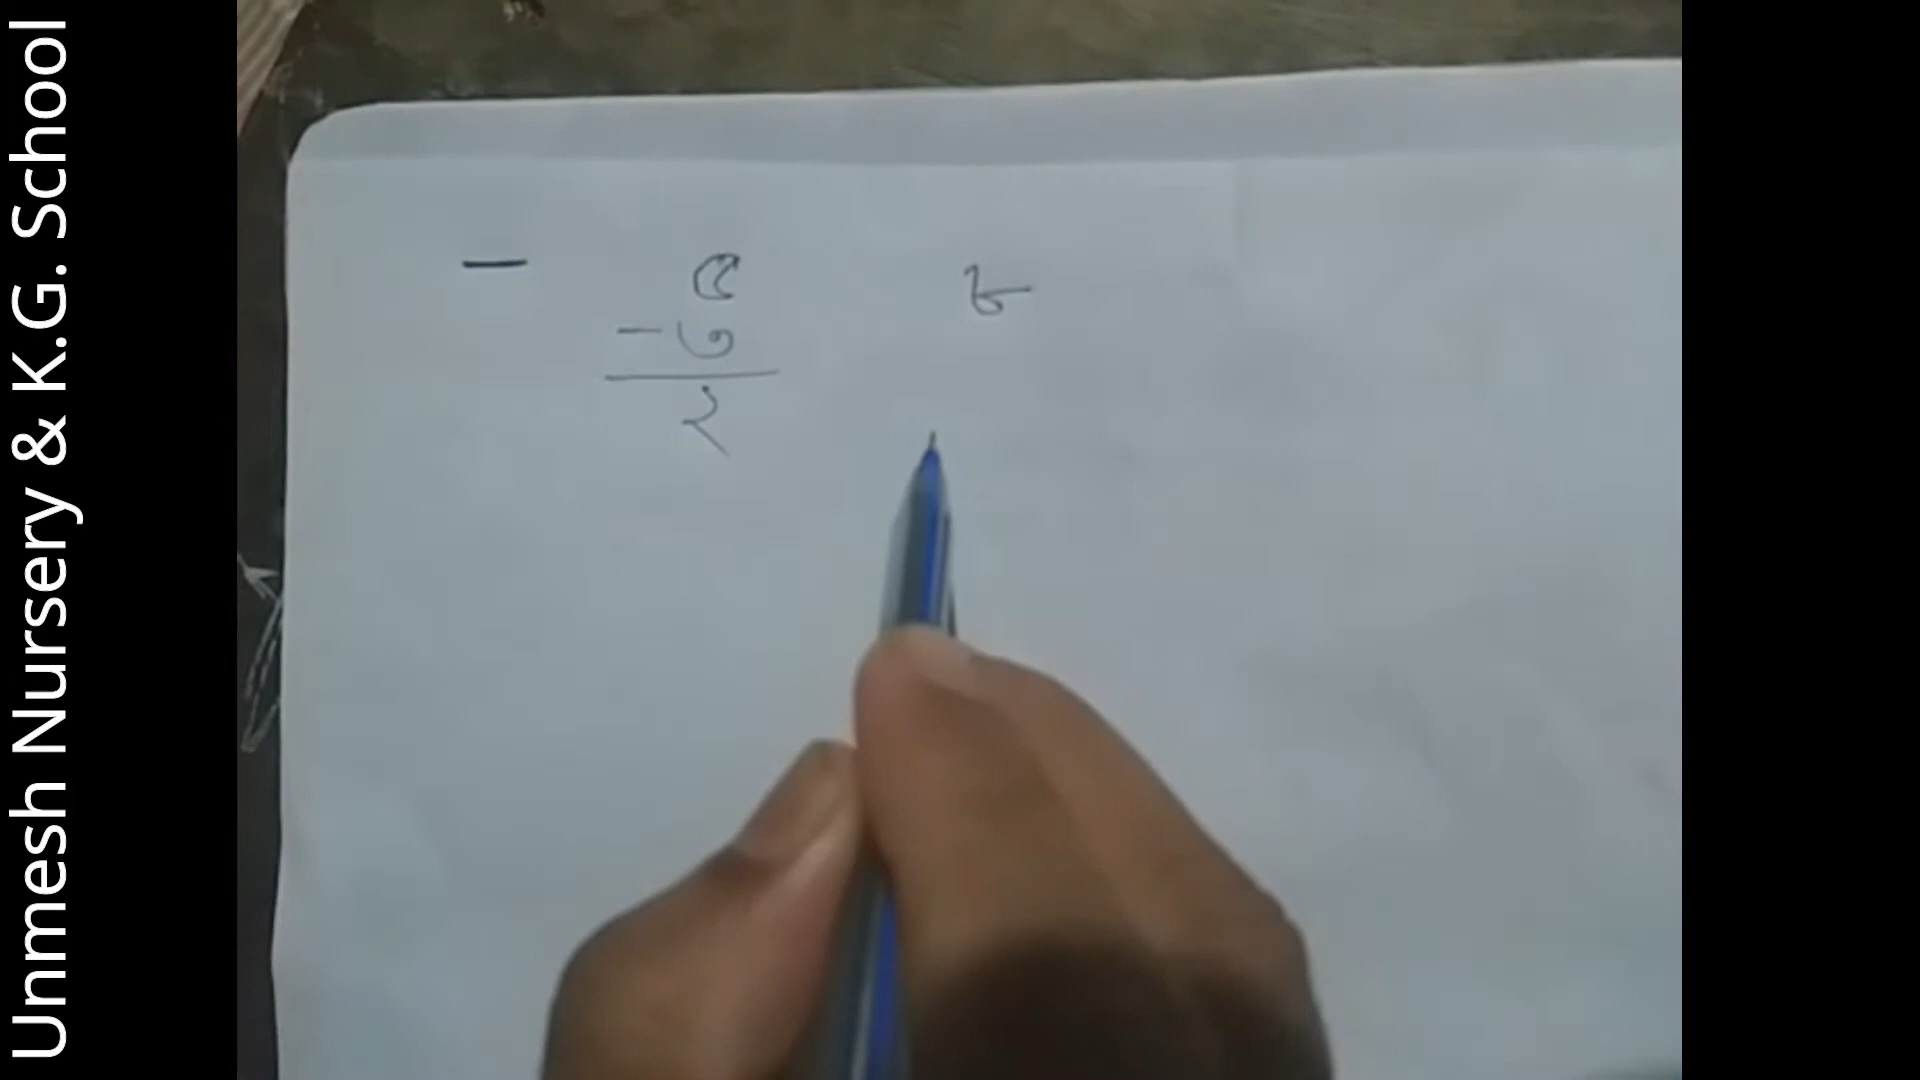 Unmesh Nursery & K.G. School
— ৫ ৮
- ৩
২